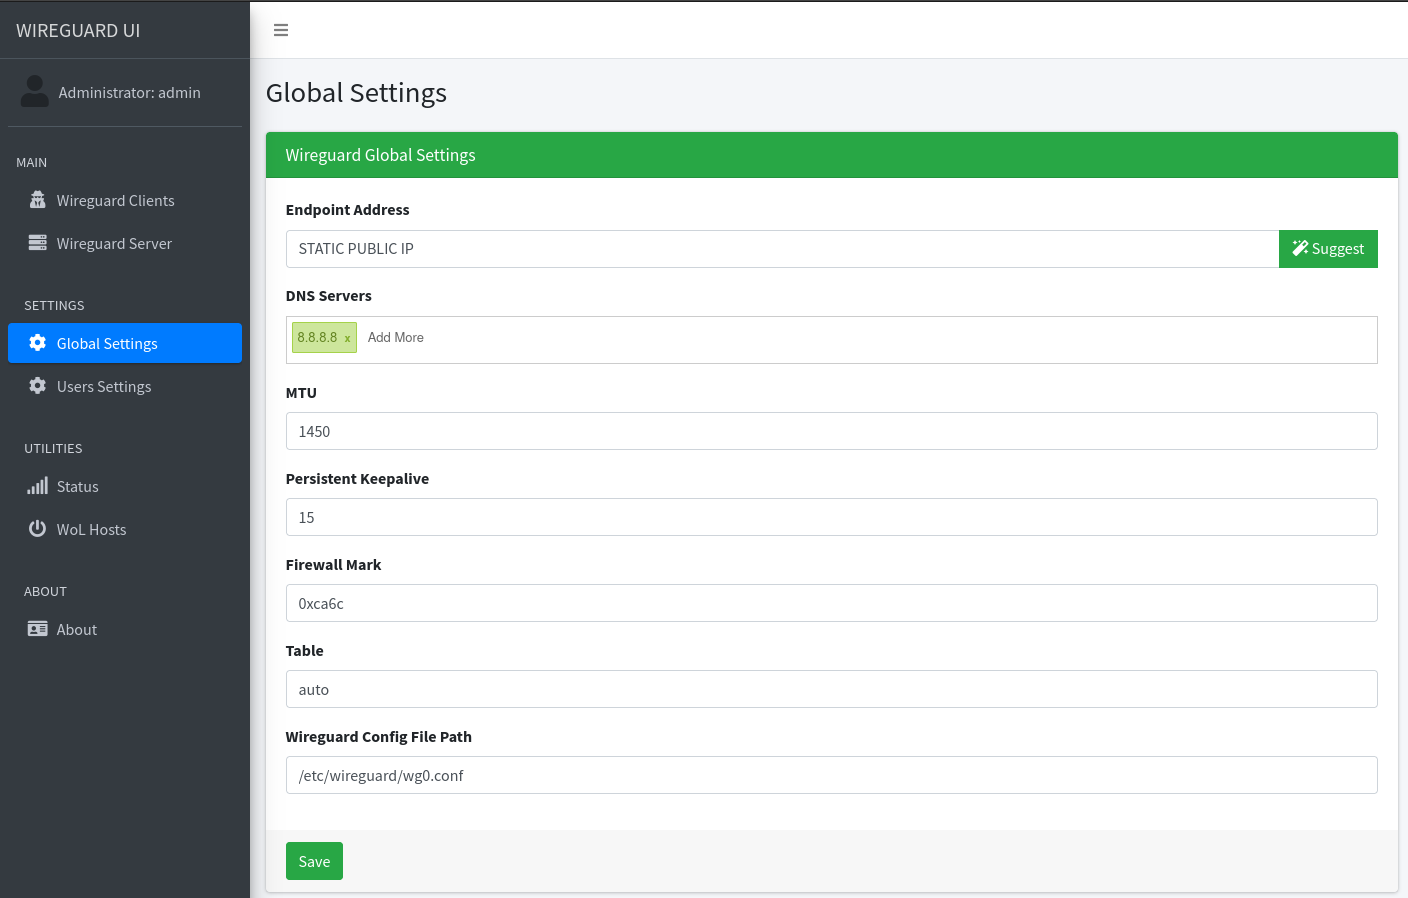 WIREGUARD UI
Administrator: admin
MAIN
Wireguard Clients
Wireguard Server
SETTINGS
Global Settings
Users Settings
UTILITIES
Status
WoL Hosts
ABOUT
About
Global Settings
Wireguard Global Settings
Endpoint Address
STATIC PUBLIC IP
Suggest
DNS Servers
8.8.8.8 x Add More
MTU
1450
Persistent Keepalive
15
Firewall Mark
0xca6c
Table
auto
Wireguard Config File Path
/etc/wireguard/wg0.conf
Save